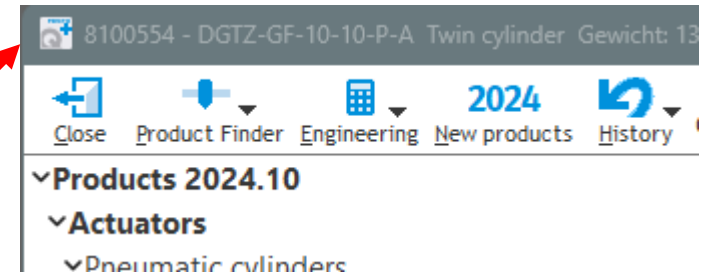 8100554 - DGTZ-GF-10-10-P-A Twin cylinder Gewicht: 13
2024
Close Product Finder Engineering New products History
Products 2024.10
Actuators
Pneumatic cylinders